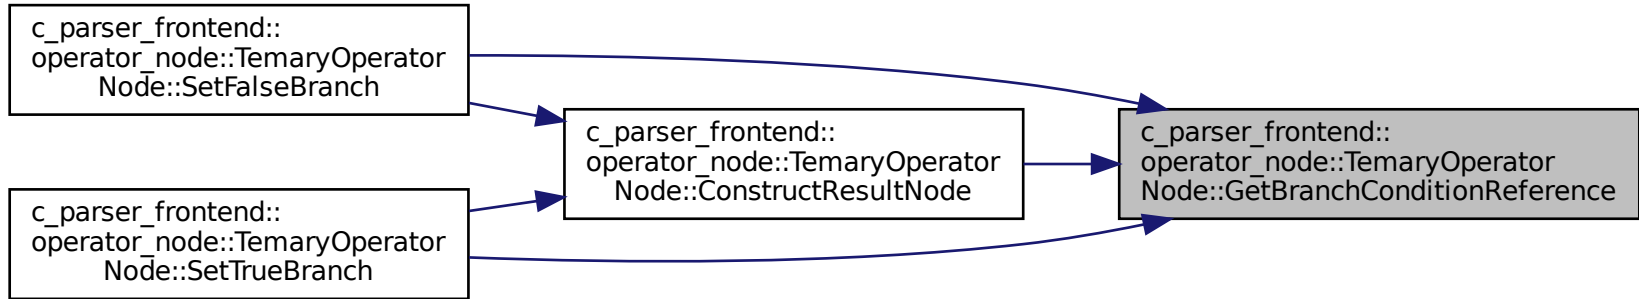 c_parser_frontend::
operator_node::TemaryOperator
Node::SetFalseBranch
c_parser_frontend::
operator_node::TemaryOperator
Node::ConstructResultNode
c_parser_frontend::
operator_node::TemaryOperator
Node::GetBranchConditionReference
c_parser_frontend::
operator_node::TemaryOperator
Node::SetTrueBranch